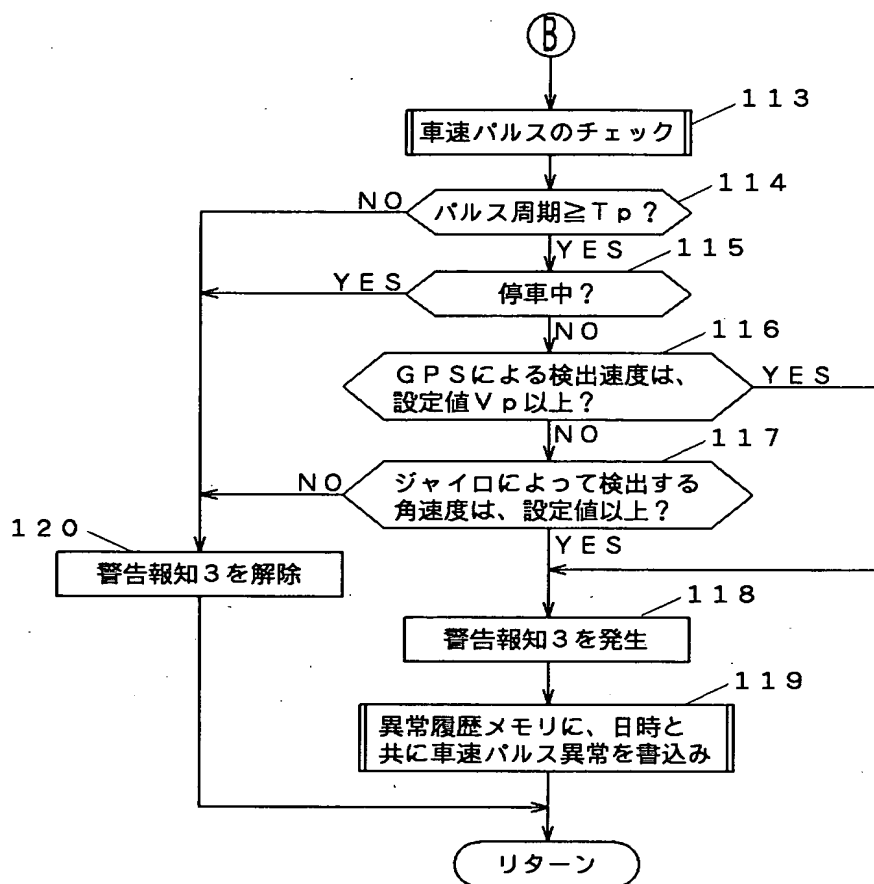 B
113
車速パルスのチェック
114
NO
パルス周期≧Tp?
YES
115
YES
停車中?
NO
116
GPSによる検出速度は、
設定値Vp以上?
YES
NO
117
NO
ジャイロによって検出する
角速度は、設定値以上?
YES
120
警告報知3を解除
118
警告報知3を発生
119
異常履歴メモリに、日時と
共に車速パルス異常を書込み
リターン